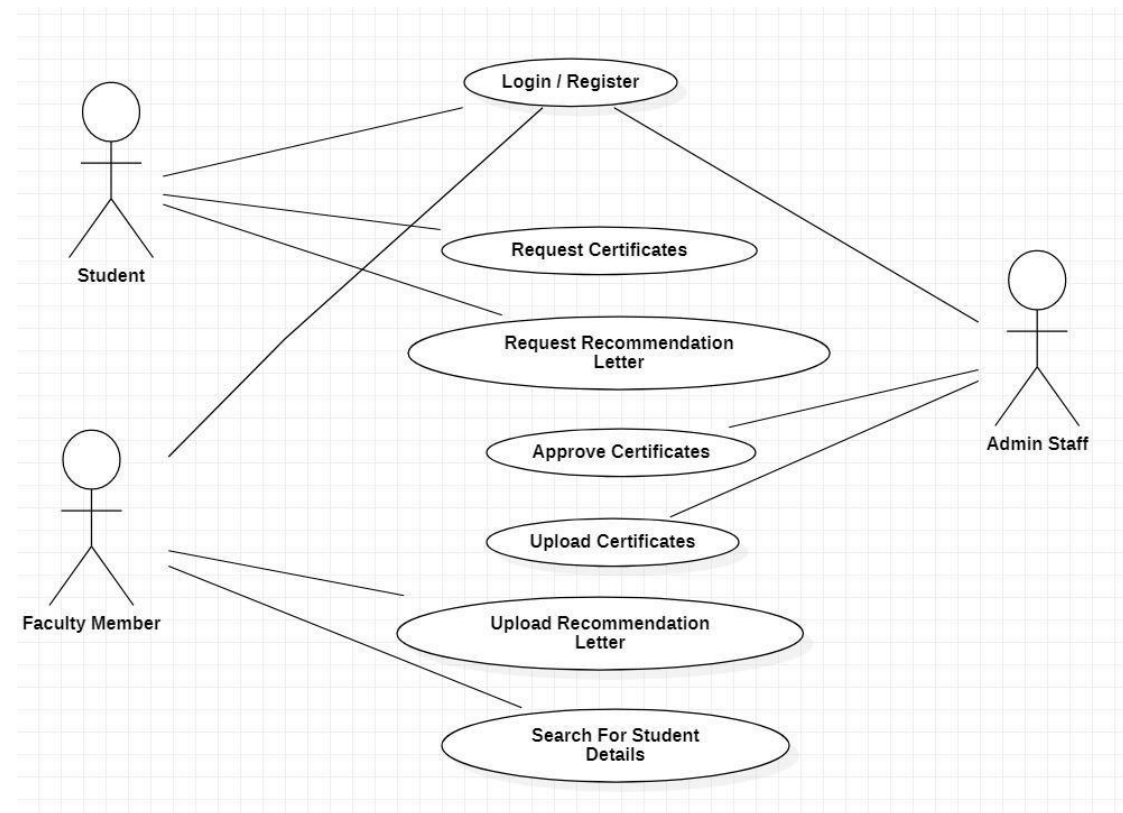 Login / Register
Student
Request Certificates
Request Recommendation
Letter
Admin Staff
Approve Certificates
Upload Certificates
Faculty Member
Upload Recommendation
Letter
Search For Student
Details